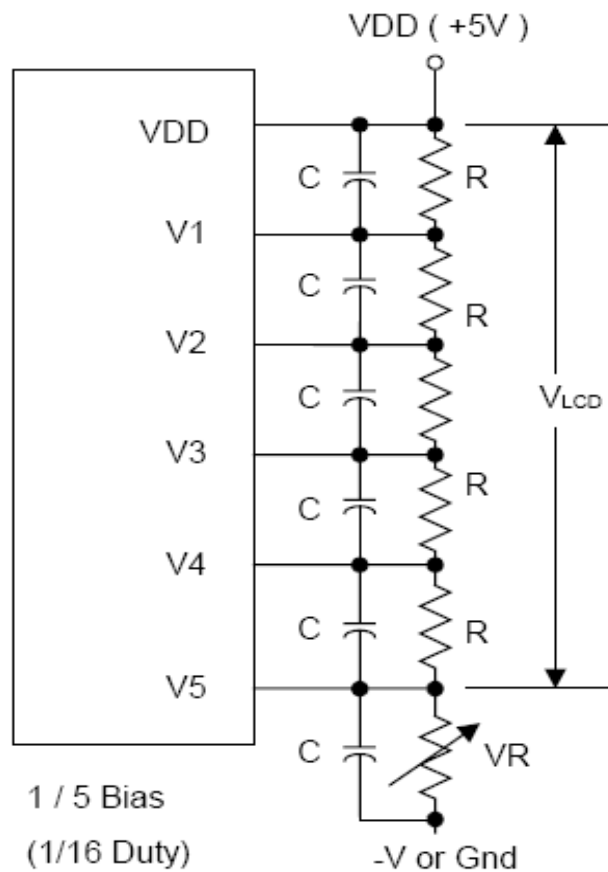 VDD ( +5V )
VDD
C
R
V1
C
R
V2
C
VLCD
V3
R
C
V4
C
R
V5
C
VR
1 / 5 Bias
(1/16 Duty)
-V or Gnd